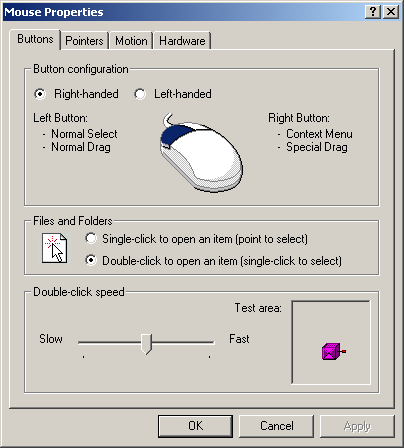 Mouse Properties
Buttons Pointers Motion Hardware
Button configuration
Right-handed Left-handed
Left Button: Right Button:
- Normal Select - Context Menu
- Normal Drag - Special Drag
Files and Folders
Single-click to open an item (point to select)
Double-click to open an item (single-click to select)
Double-click speed
Test area:
Slow Fast
OK Cancel Apply